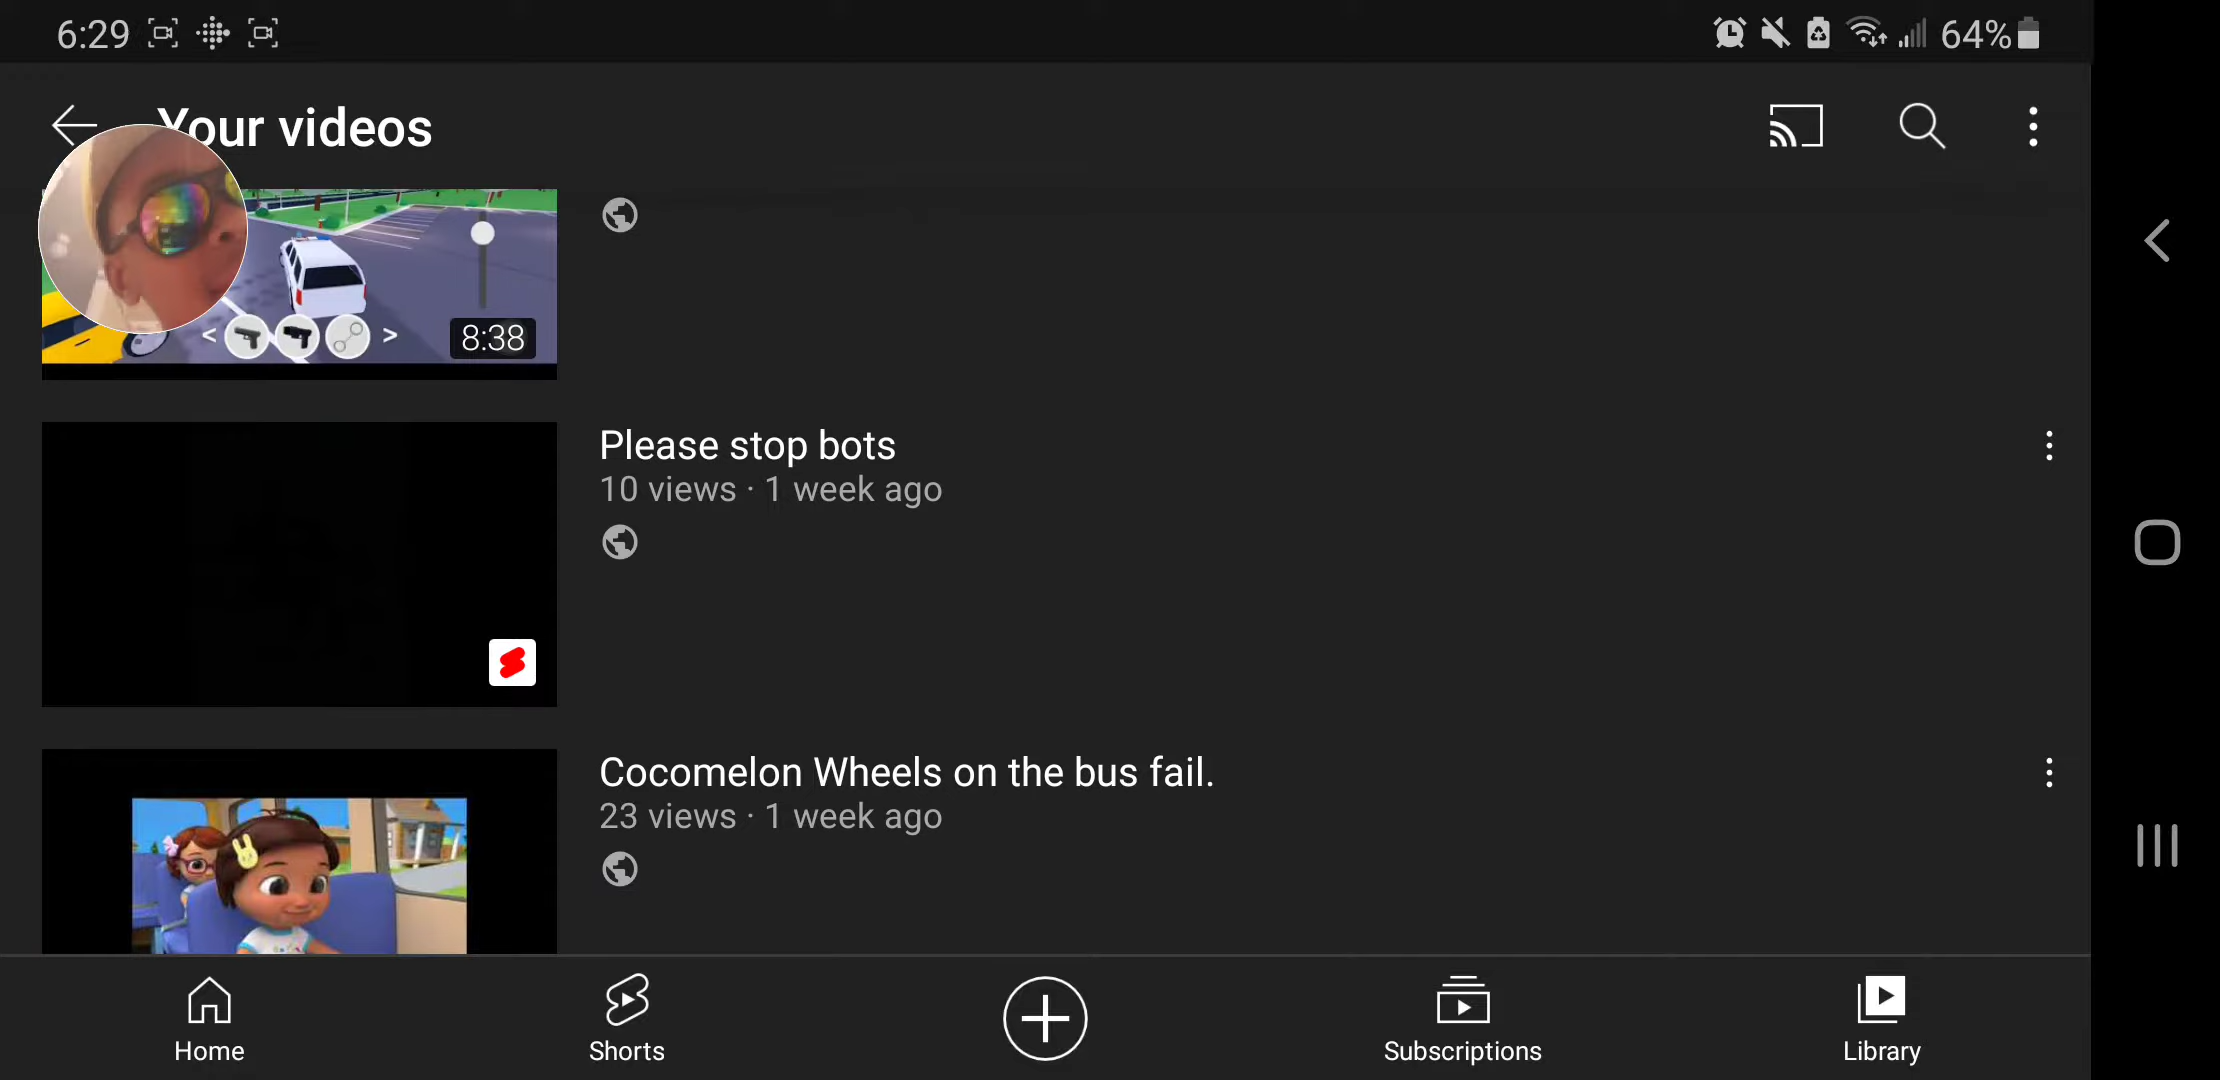 6:29
64%
Your videos
< >
8:38
Please stop bots
10 views · 1 week ago
Cocomelon Wheels on the bus fail.
23 views · 1 week ago
Home
Shorts
Subscriptions
Library